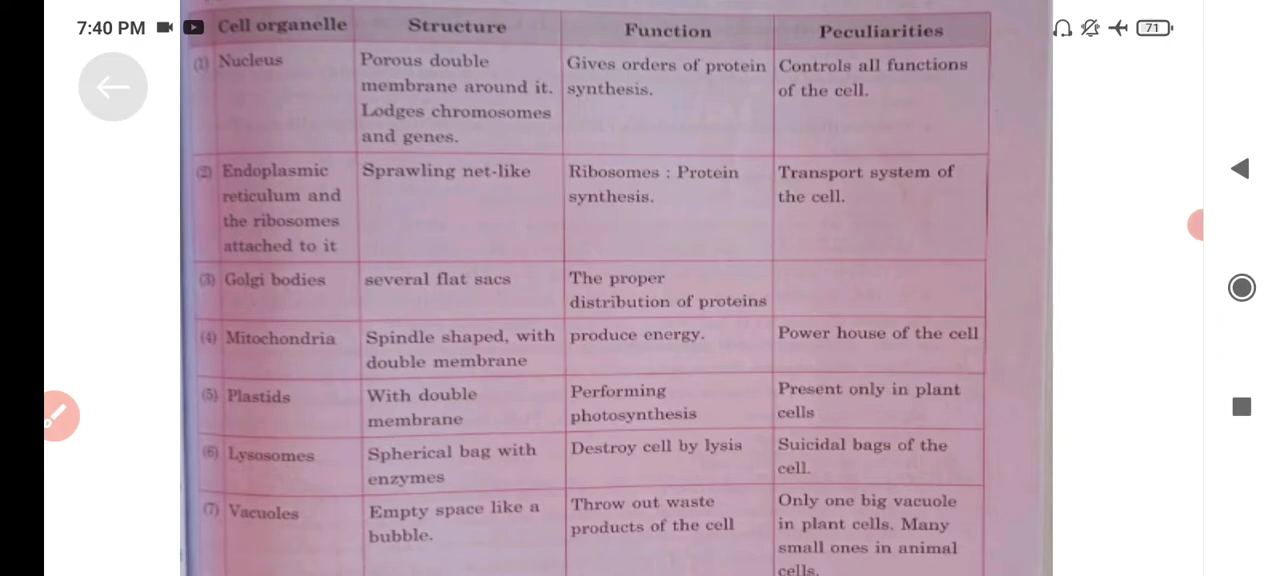 7:40 PM
71
Cell organelle Structure Function Peculiarities
(1) Nucleus
Porous double
membrane around it.
Lodges chromosomes
and genes.
Gives orders of protein
synthesis.
Controls all functions
of the cell.
(2) Endoplasmic
reticulum and
the ribosomes
attached to it
Sprawling net-like
Ribosomes : Protein
synthesis.
Transport system of
the cell.
(3) Golgi bodies
several flat sacs
The proper
distribution of proteins
(4) Mitochondria
Spindle shaped, with
double membrane
produce energy.
Power house of the cell
(5) Plastids
With double
membrane
Performing
photosynthesis
Present only in plant
cells
(6) Lysosomes
Spherical bag with
enzymes
Destroy cell by lysis
Suicidal bags of the
cell.
(7) Vacuoles
Empty space like a
bubble.
Throw out waste
products of the cell
Only one big vacuole
in plant cells. Many
small ones in animal
cells.